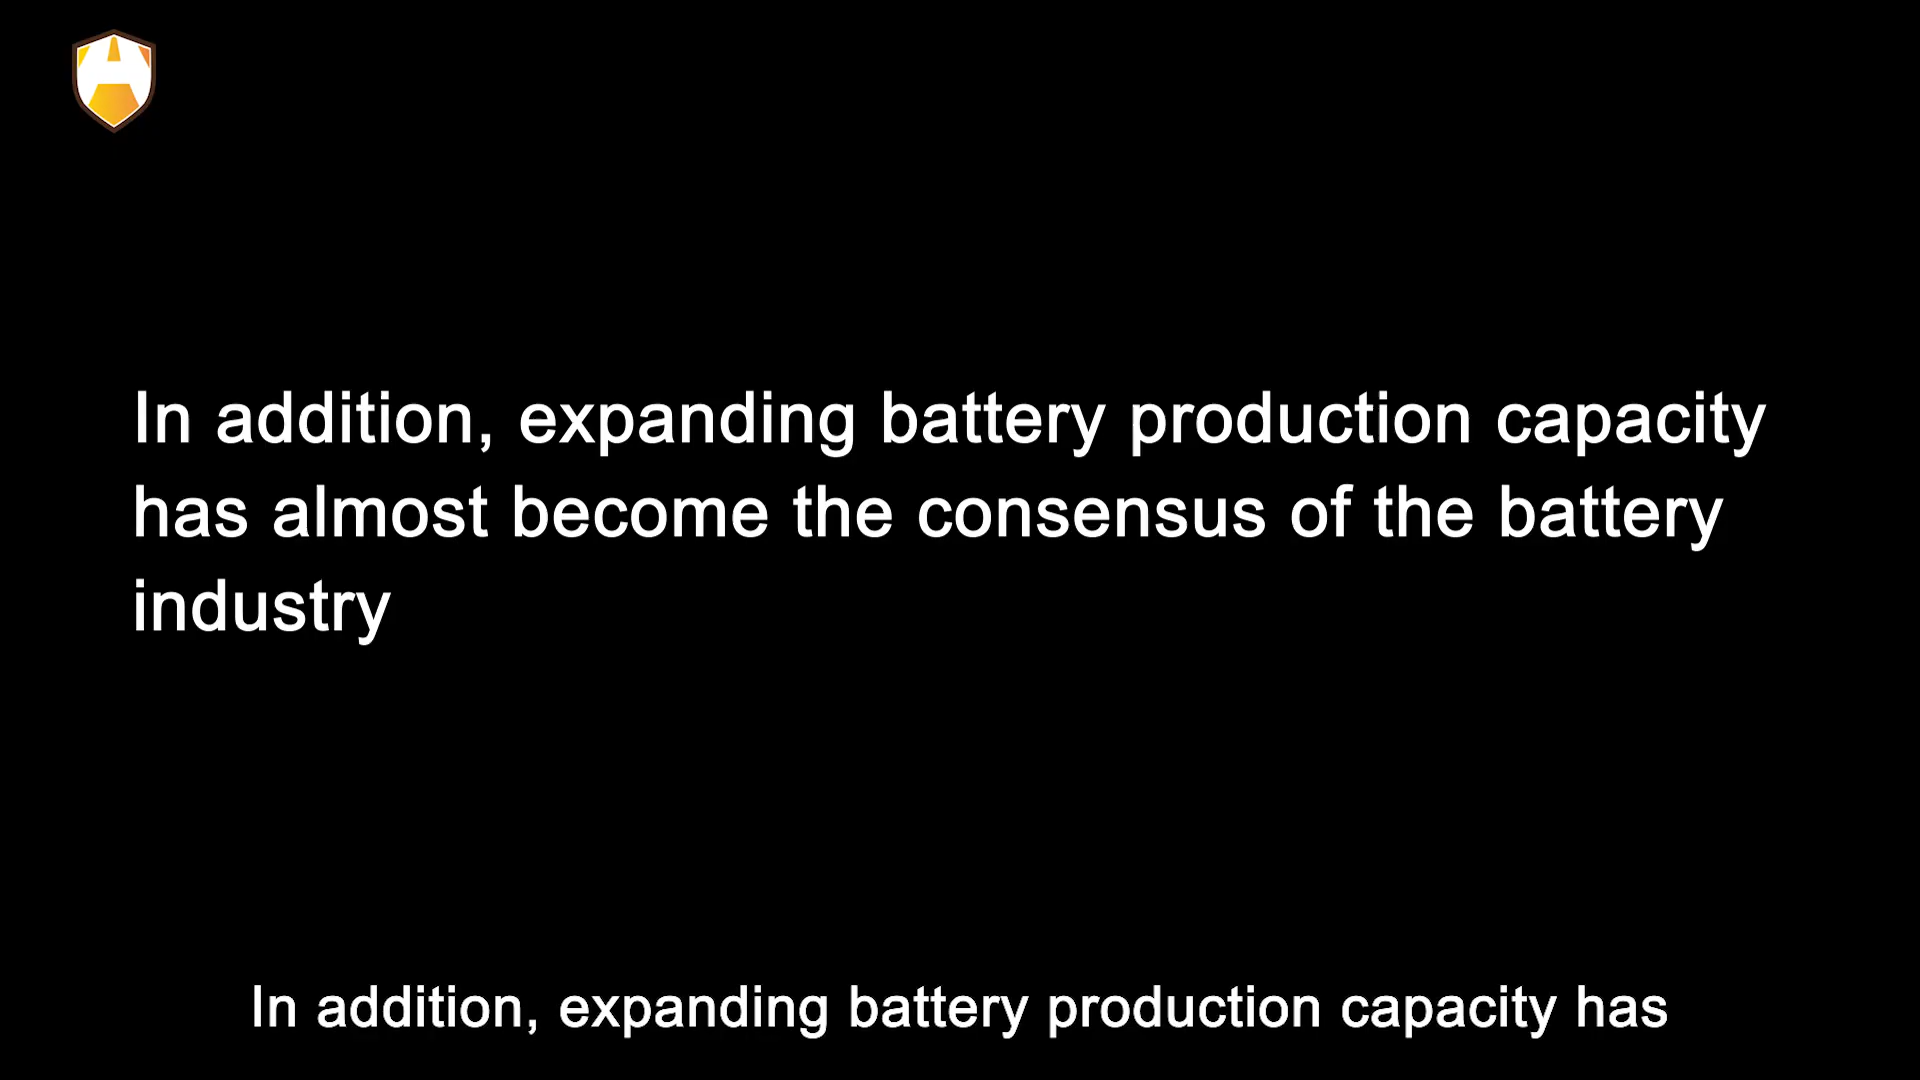 In addition, expanding battery production capacity
has almost become the consensus of the battery
industry
In addition, expanding battery production capacity has